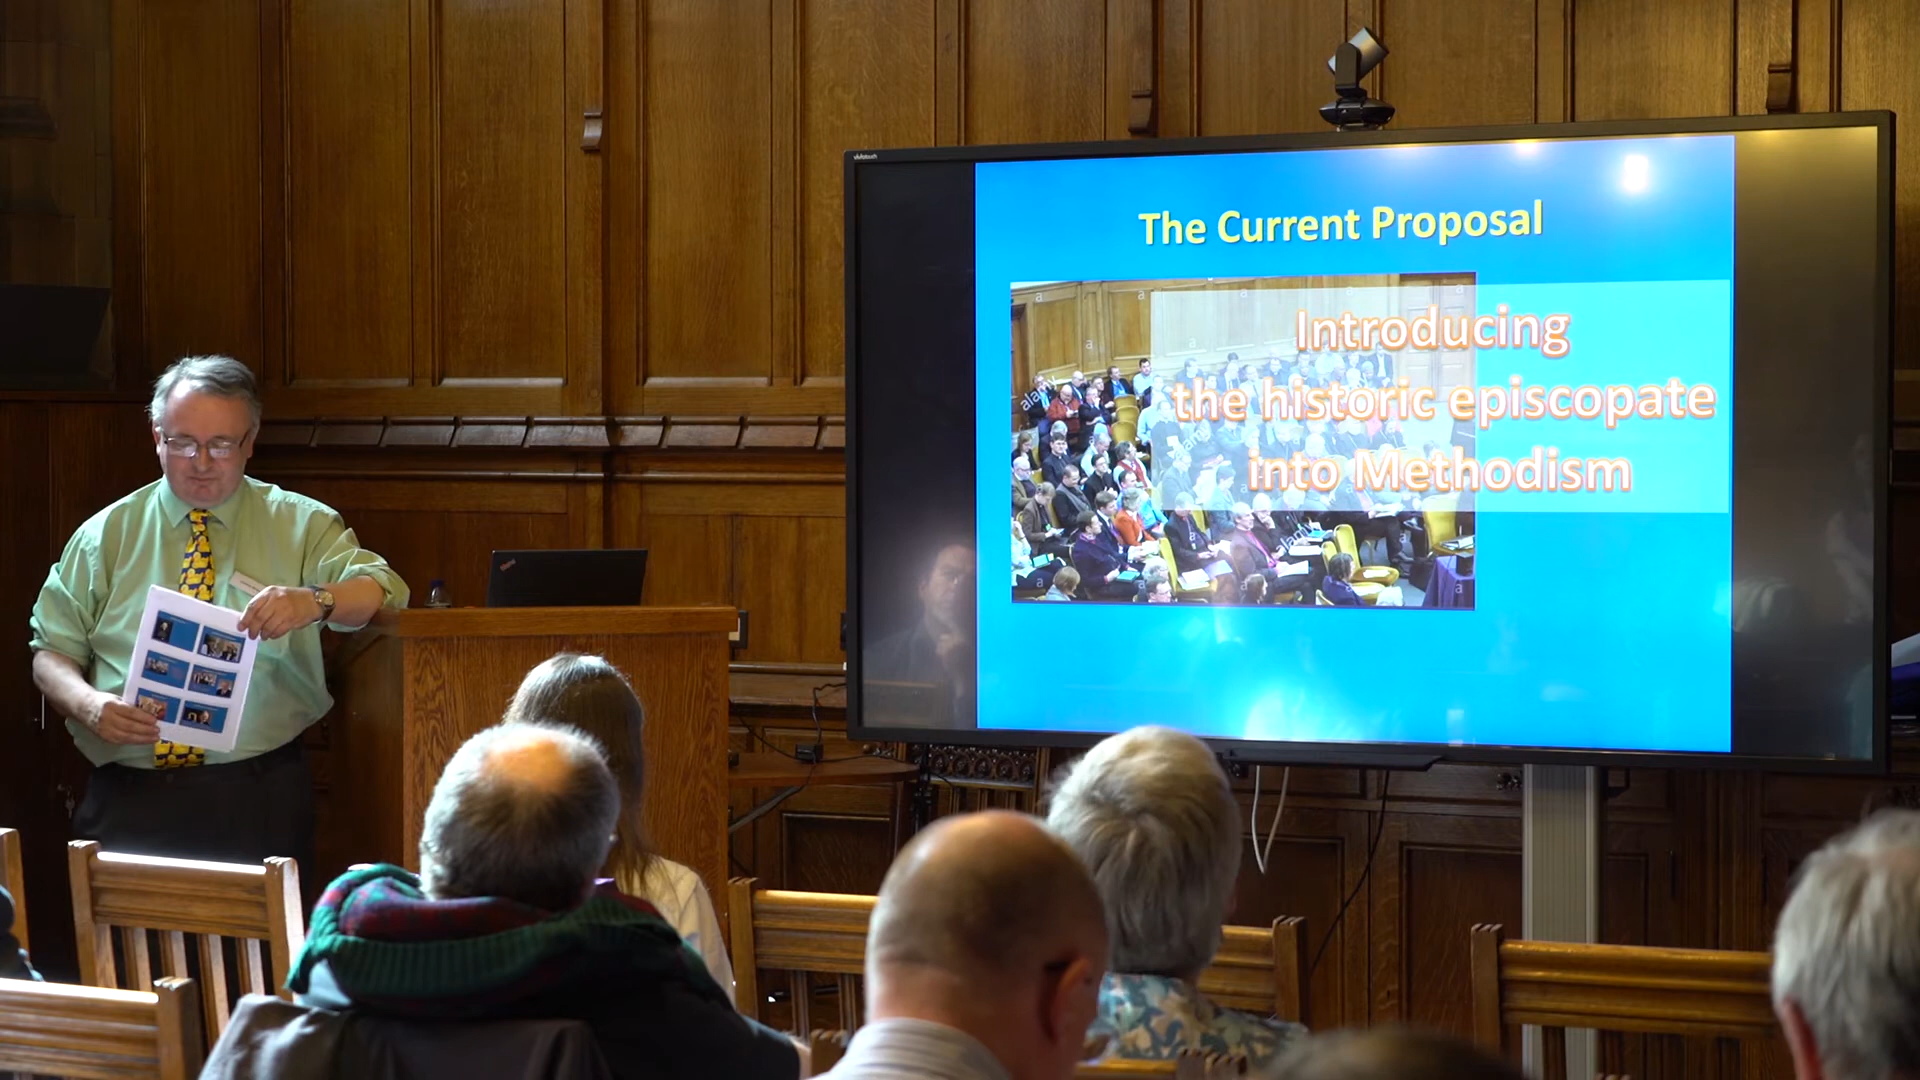 The Current Proposal
Introducing
the historic episcopate
into Methodism